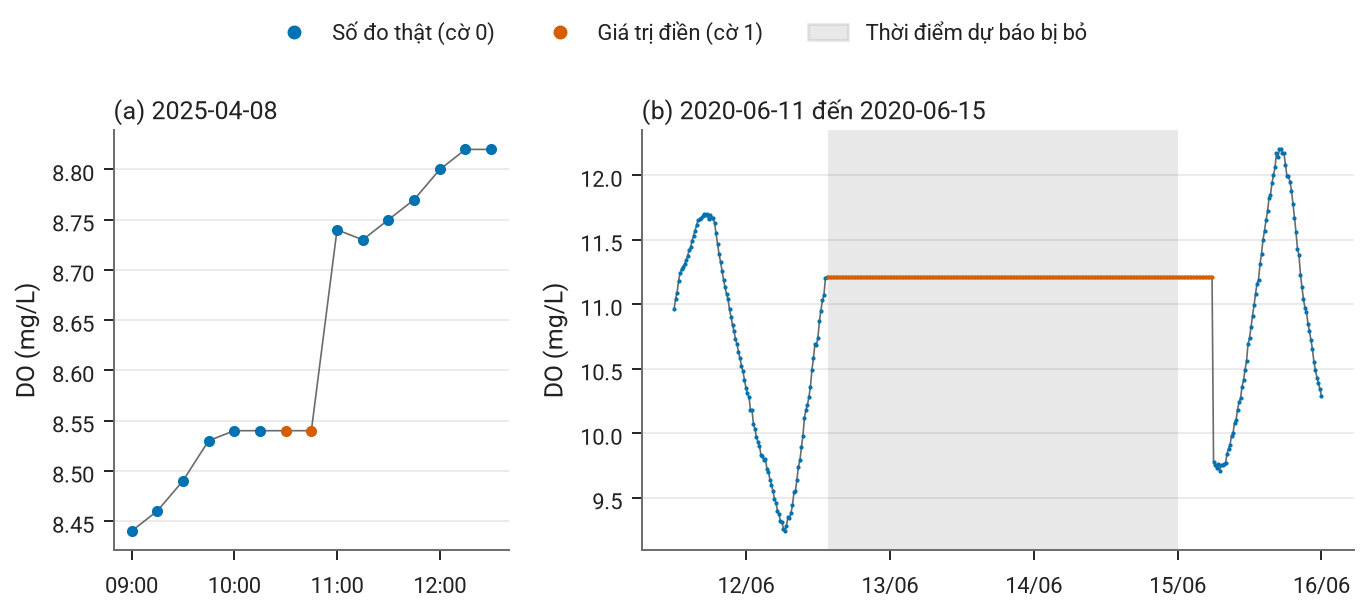 Số đo thật (cờ 0) Giá trị điền (cờ 1) Thời điểm dự báo bị bỏ
(a) 2025-04-08
DO (mg/L)
8.80
8.75
8.70
8.65
8.60
8.55
8.50
8.45
09:00 10:00 11:00 12:00
(b) 2020-06-11 đến 2020-06-15
DO (mg/L)
12.0
11.5
11.0
10.5
10.0
9.5
12/06 13/06 14/06 15/06 16/06